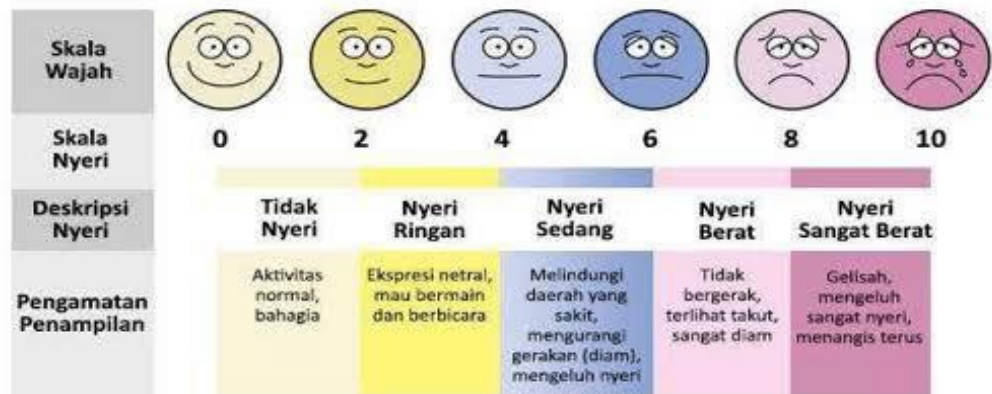 Skala
Wajah
Skala
Nyeri
0 2 4 6 8 10
Deskripsi
Nyeri
Tidak
Nyeri
Nyeri
Ringan
Nyeri
Sedang
Nyeri
Berat
Nyeri
Sangat Berat
Pengamatan
Penampilan
Aktivitas
normal,
bahagia
Ekspresi netral,
mau bermain
dan berbicara
Melindungi
daerah yang
sakit,
mengurangi
gerakan (diam),
mengeluh nyeri
Tidak
bergerak,
terlihat takut,
sangat diam
Gelisah,
mengeluh
sangat nyeri,
menangis terus